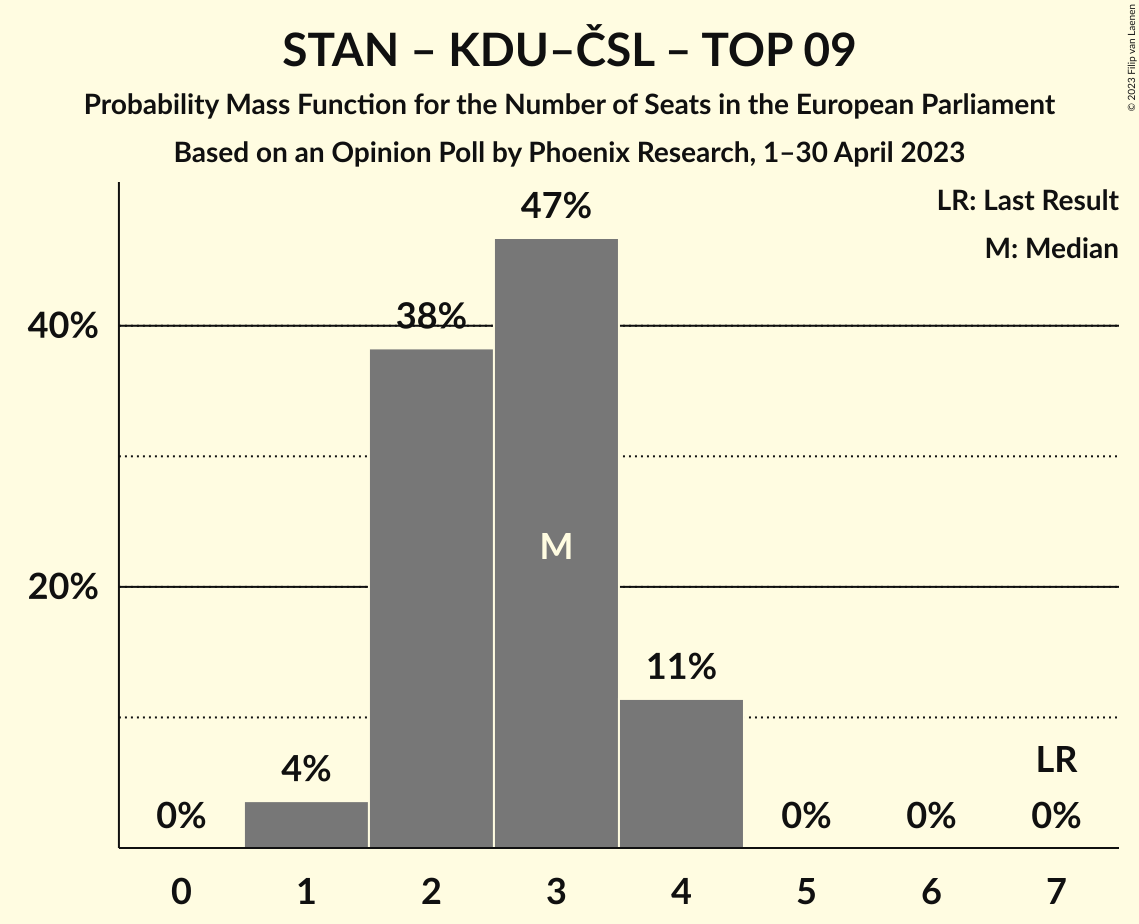 STAN – KDU–ČSL – TOP 09
Probability Mass Function for the Number of Seats in the European Parliament
Based on an Opinion Poll by Phoenix Research, 1–30 April 2023
© 2023 Filip van Laenen
LR: Last Result
M: Median
47%
38%
40%
M
20%
11%
4%
LR
0%
0%
0%
0%
0
1
2
3
4
5
6
7